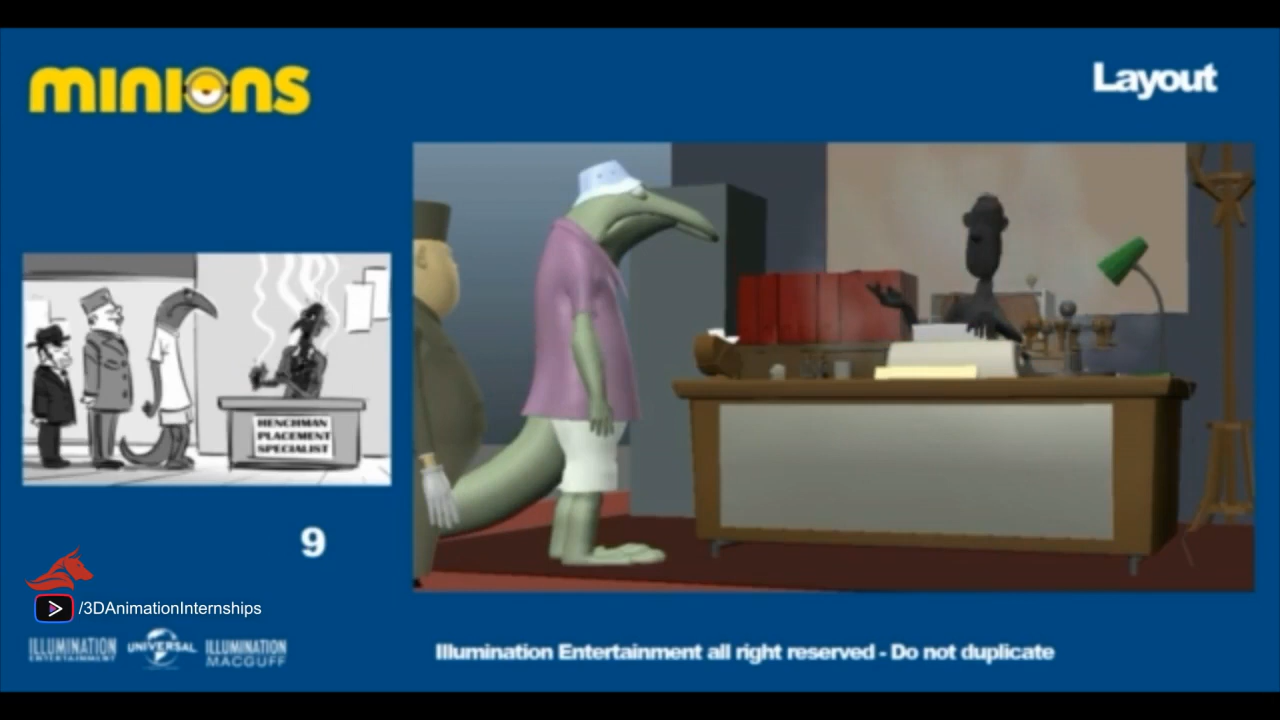 MINIONS
Layout
HENCHMAN
PLACEMENT
SPECIALIST
9
/3DAnimationInternships
ILLUMINATION
ENTERTAINMENT
UNIVERSAL
ILLUMINATION
MACGUFF
Illumination Entertainment all right reserved - Do not duplicate